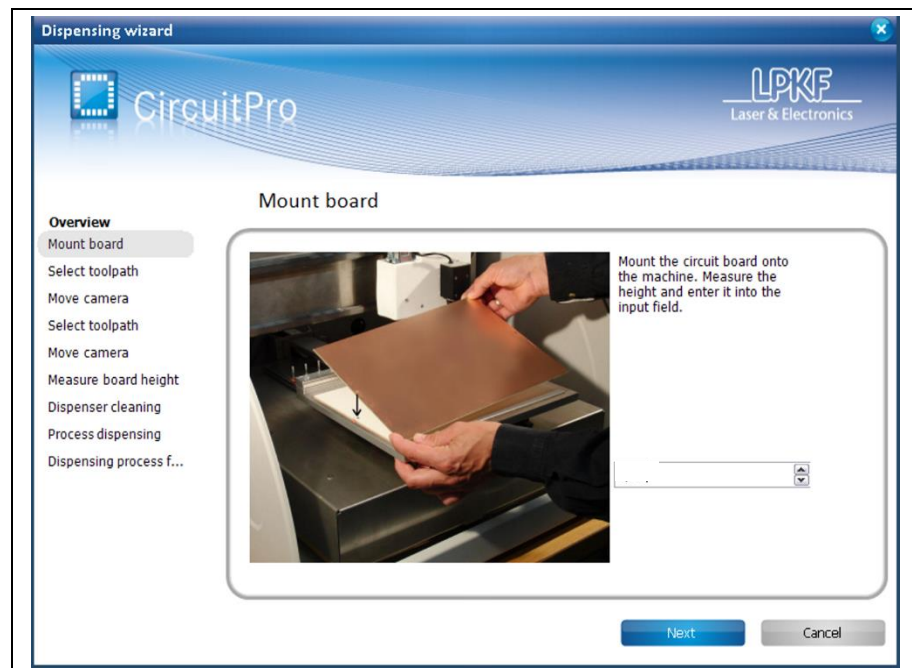 Dispensing wizard
CircuitPro
LPKF
Laser & Electronics
Mount board
Overview
Mount board
Select toolpath
Move camera
Select toolpath
Move camera
Measure board height
Dispenser cleaning
Process dispensing
Dispensing process f...
Mount the circuit board onto
the machine. Measure the
height and enter it into the
input field.
Next
Cancel